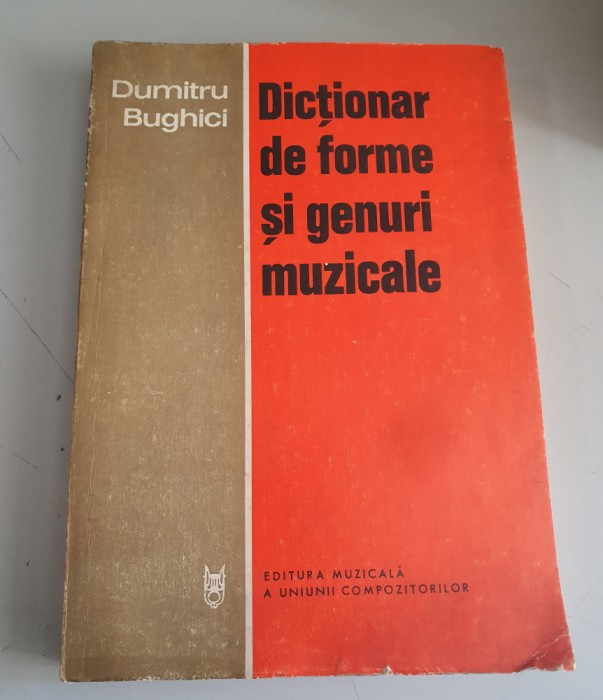 Dumitru
Bughici
Dicționar
de forme
și genuri
muzicale
EDITURA MUZICALĂ
A UNIUNII COMPOZITORILOR